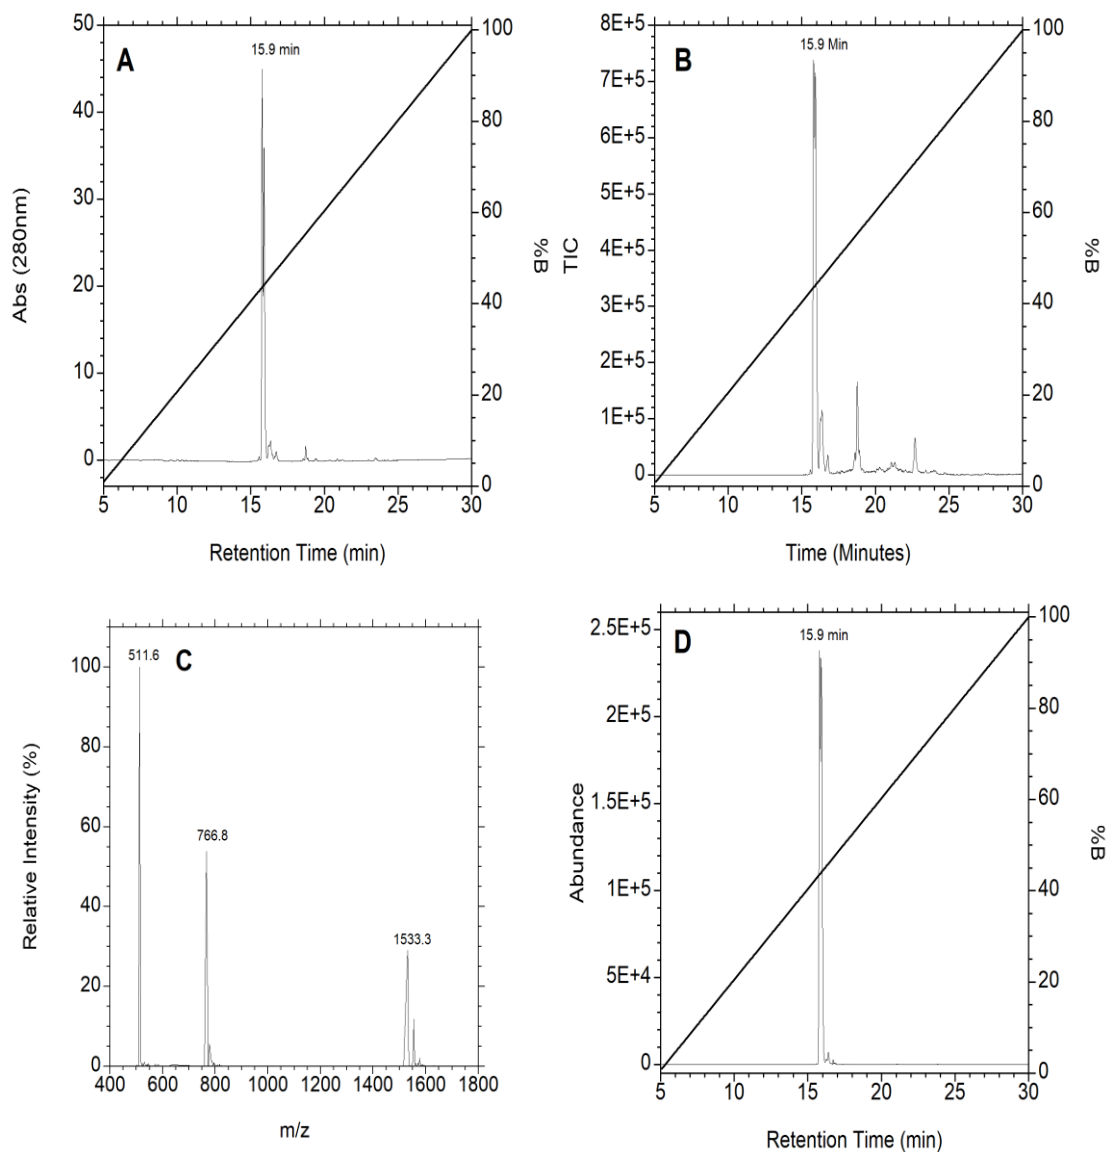 A
15.9 min
50
40
30
20
10
0
Abs (280nm)
100
80
60
40
20
0
%B
5
10
15
20
25
30
Retention Time (min)
B
15.9 Min
8E+5
7E+5
6E+5
5E+5
4E+5
3E+5
2E+5
1E+5
0
TIC
100
80
60
40
20
0
%B
5
10
15
20
25
30
Time (Minutes)
C
511.6
766.8
1533.3
100
80
60
40
20
0
Relative Intensity (%)
400
600
800
1000
1200
1400
1600
1800
m/z
D
15.9 min
2.5E+5
2E+5
1.5E+5
1E+5
5E+4
0
Abundance
100
80
60
40
20
0
%B
5
10
15
20
25
30
Retention Time (min)